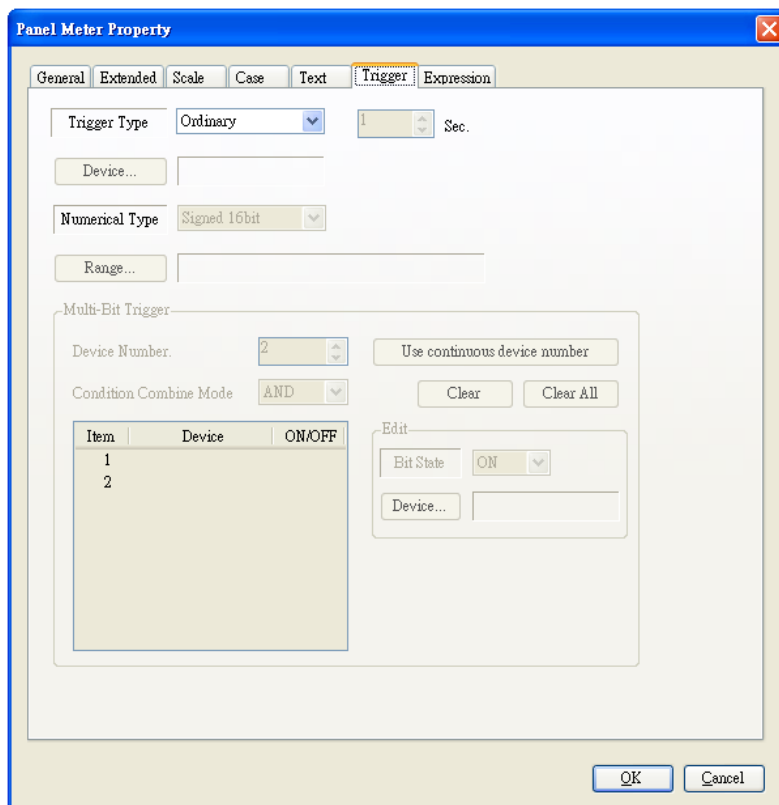 Panel Meter Property
General Extended Scale Case Text Trigger Expression
Trigger Type Ordinary 1 Sec.
Device...
Numerical Type Signed 16bit
Range...
Multi-Bit Trigger
Device Number. 2 Use continuous device number
Condition Combine Mode AND Clear Clear All
Item Device ON/OFF
1
2
Edit
Bit State ON
Device...
OK Cancel